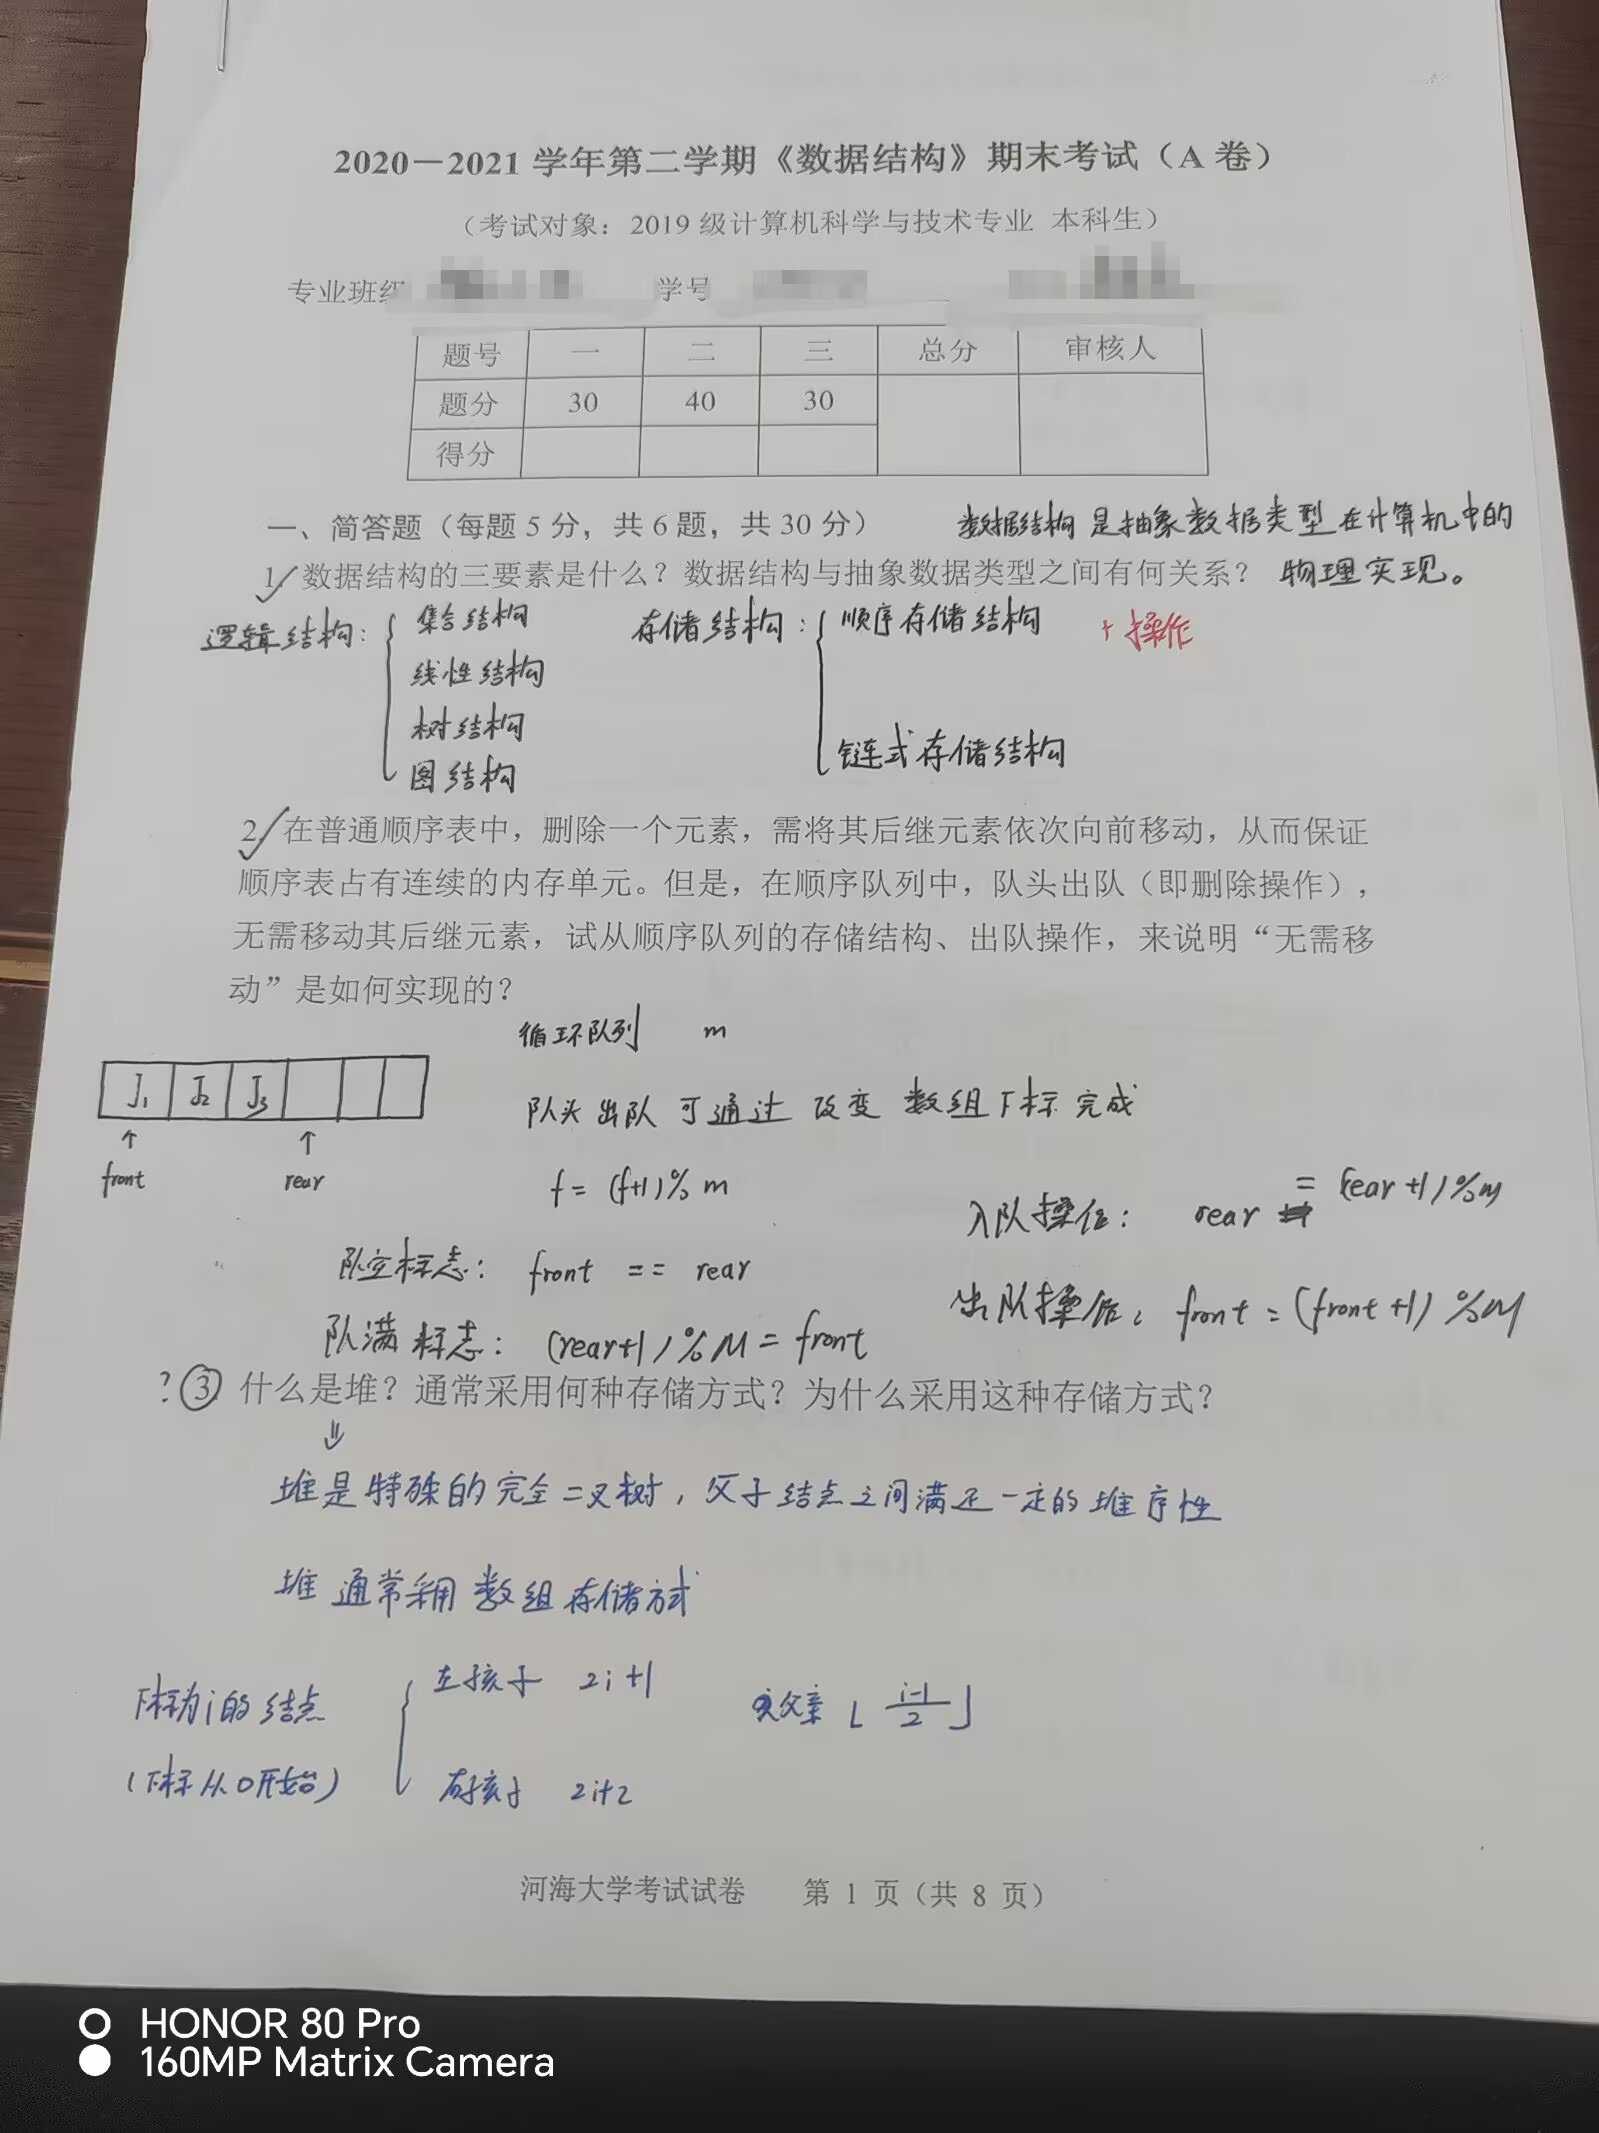 2020－2021 学年第二学期《数据结构》期末考试（A 卷）
（考试对象：2019 级计算机科学与技术专业 本科生）
专业班级 学号
题号 一 二 三 总分 审核人
题分 30 40 30
得分
一、简答题（每题 5 分，共 6 题，共 30 分） 数据结构是抽象数据类型在计算机中的
1、数据结构的三要素是什么？数据结构与抽象数据类型之间有何关系？ 物理实现。
逻辑结构： 集合结构 存储结构： 顺序存储结构 + 操作
线性结构
树结构
链式存储结构
图结构
2、在普通顺序表中，删除一个元素，需将其后继元素依次向前移动，从而保证
顺序表占有连续的内存单元。但是，在顺序队列中，队头出队（即删除操作），
无需移动其后继元素，试从顺序队列的存储结构、出队操作，来说明“无需移
动”是如何实现的？
循环队列 m
J1 J2 J3
队头出队可通过改变数组下标完成
front rear
f = (f+1)% m
入队操作： rear = (rear +1)%m
队空标志： front == rear
出队操作： front = (front +1) %M
队满标志： (rear+1)%M = front
? ③ 什么是堆？通常采用何种存储方式？为什么采用这种存储方式？
堆是特殊的完全二叉树，父子结点之间满足一定的堆序性
堆通常采用数组存储方式
下标为i的结点 左孩子 2i+1 父亲 ⌊(i-1)/2⌋
（下标从0开始） 右孩子 2i+2
河海大学考试试卷 第 1 页（共 8 页）
HONOR 80 Pro
160MP Matrix Camera